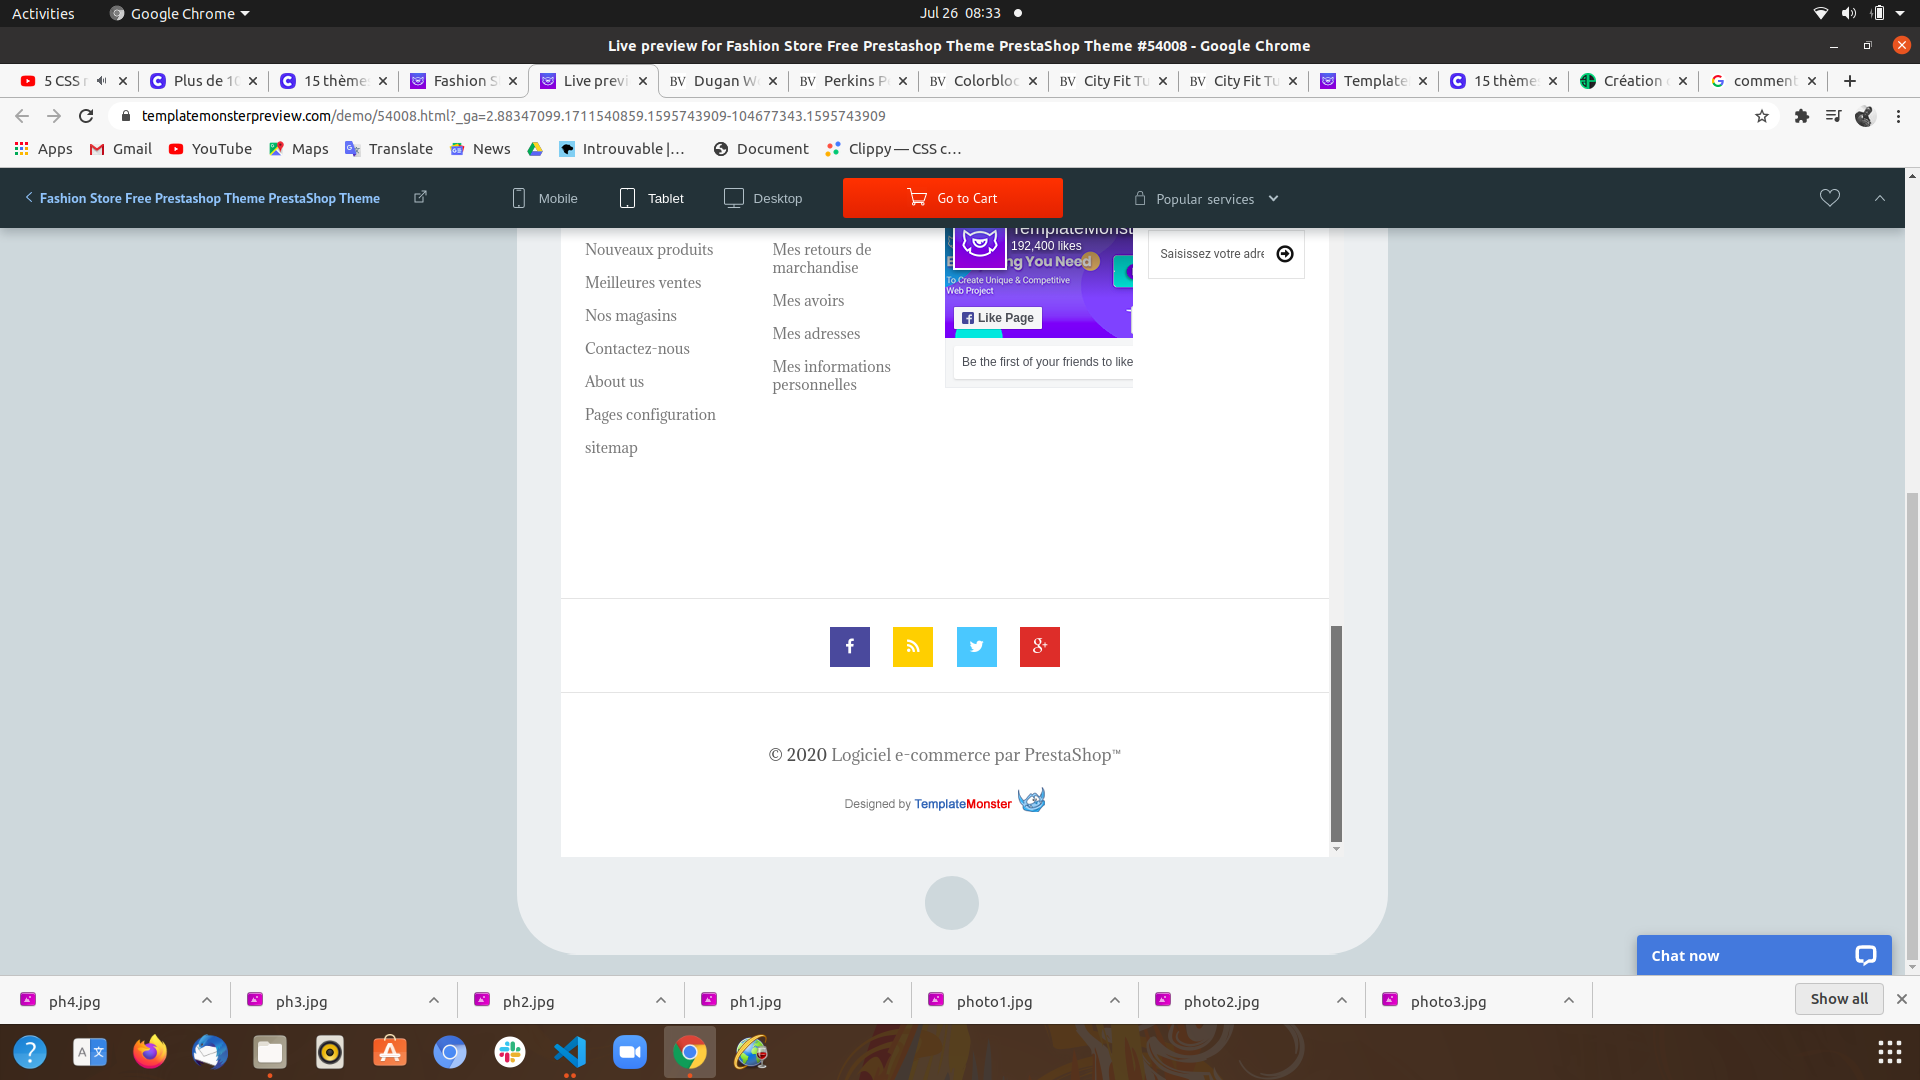 Activities
Google Chrome
Jul 26 08:33
Live preview for Fashion Store Free Prestashop Theme PrestaShop Theme #54008 - Google Chrome
5 CSS
Plus de 10
15 thème
Fashion S
Live previ
BV Dugan W
BV Perkins P
BV Colorbloc
BV City Fit Tu
BV City Fit Tu
Template
15 thème
Création
comment
templatemonsterpreview.com/demo/54008.html?_ga=2.88347099.1711540859.1595743909-104677343.1595743909
Apps
Gmail
YouTube
Maps
Translate
News
Introuvable |...
Document
Clippy — CSS c...
Fashion Store Free Prestashop Theme PrestaShop Theme
Mobile
Tablet
Desktop
Go to Cart
Popular services
Nouveaux produits
Meilleures ventes
Nos magasins
Contactez-nous
About us
Pages configuration
sitemap
Mes retours de
marchandise
Mes avoirs
Mes adresses
Mes informations
personnelles
TemplateMonst
192,400 likes
ng You Need
To Create Unique & Competitive
Web Project
Like Page
Be the first of your friends to like
Saisissez votre adre
© 2020 Logiciel e-commerce par PrestaShop™
Designed by TemplateMonster
Chat now
ph4.jpg
ph3.jpg
ph2.jpg
ph1.jpg
photo1.jpg
photo2.jpg
photo3.jpg
Show all